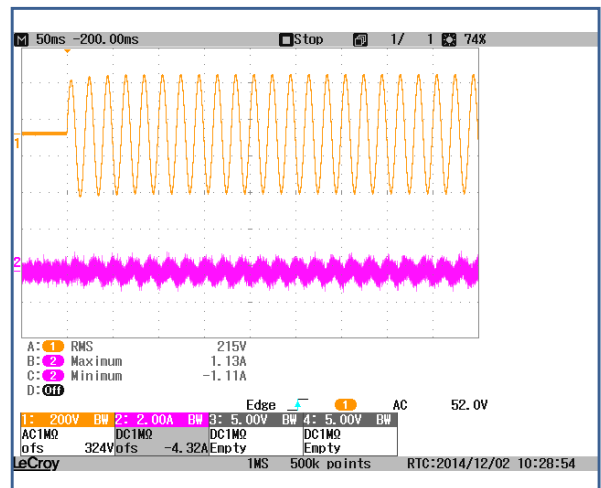 M 50ms -200.00ms Stop 1/ 1 74%
1
2
A: 1 RMS 215V
B: 2 Maximum 1.13A
C: 2 Minimum -1.11A
D: Off
Edge 1 AC 52.0V
1: 200V BW 2: 2.00A BW 3: 5.00V BW 4: 5.00V BW
AC1MΩ DC1MΩ DC1MΩ DC1MΩ
ofs 324V ofs -4.32A Empty Empty
LeCroy 1MS 500k points RTC:2014/12/02 10:28:54